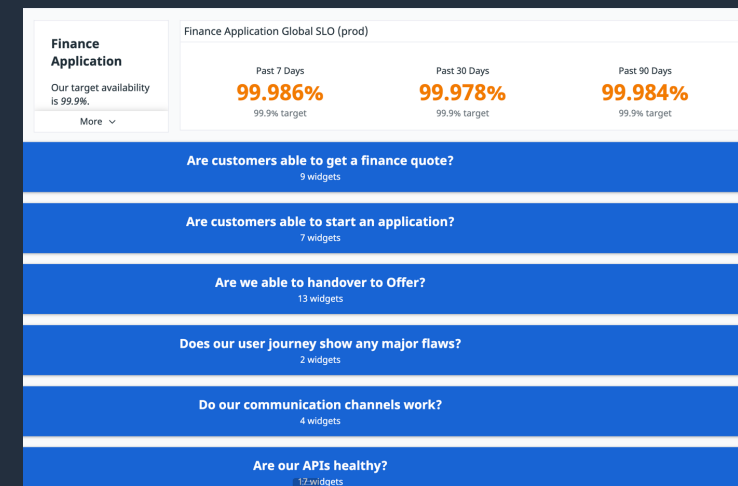 Finance
Application
Our target availability
is 99.9%.
More
Finance Application Global SLO (prod)
Past 7 Days
99.986%
99.9% target
Past 30 Days
99.978%
99.9% target
Past 90 Days
99.984%
99.9% target
Are customers able to get a finance quote?
9 widgets
Are customers able to start an application?
7 widgets
Are we able to handover to Offer?
13 widgets
Does our user journey show any major flaws?
2 widgets
Do our communication channels work?
4 widgets
Are our APIs healthy?
17 widgets